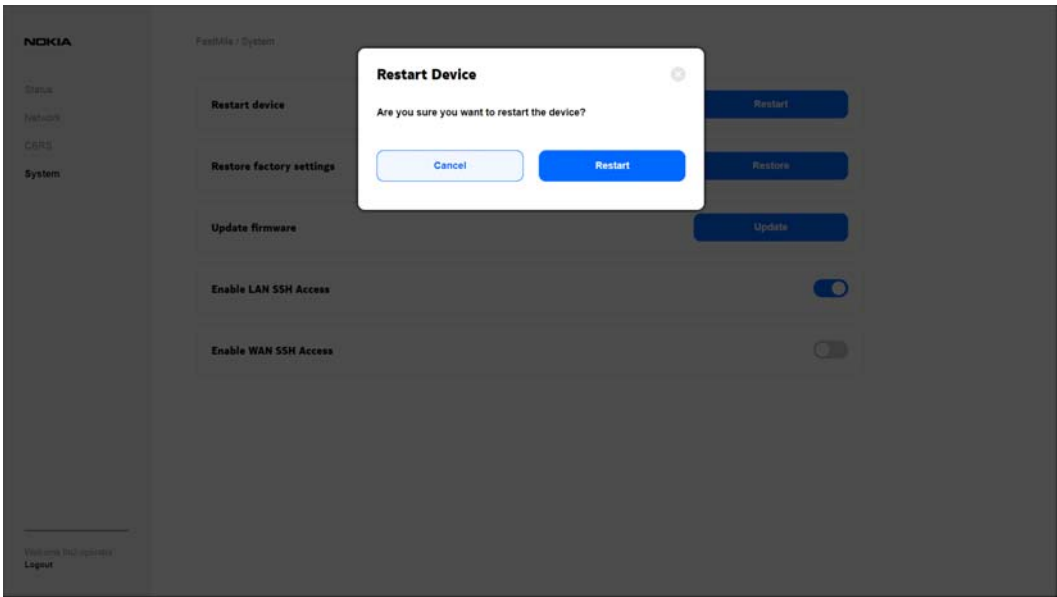 NOKIA
FastMile / System
Status
Network
CBRS
System
Restart Device
Are you sure you want to restart the device?
Cancel
Restart
Restart device
Restart
Restore factory settings
Restore
Update firmware
Update
Enable LAN SSH Access
Enable WAN SSH Access
Welcome
Logout